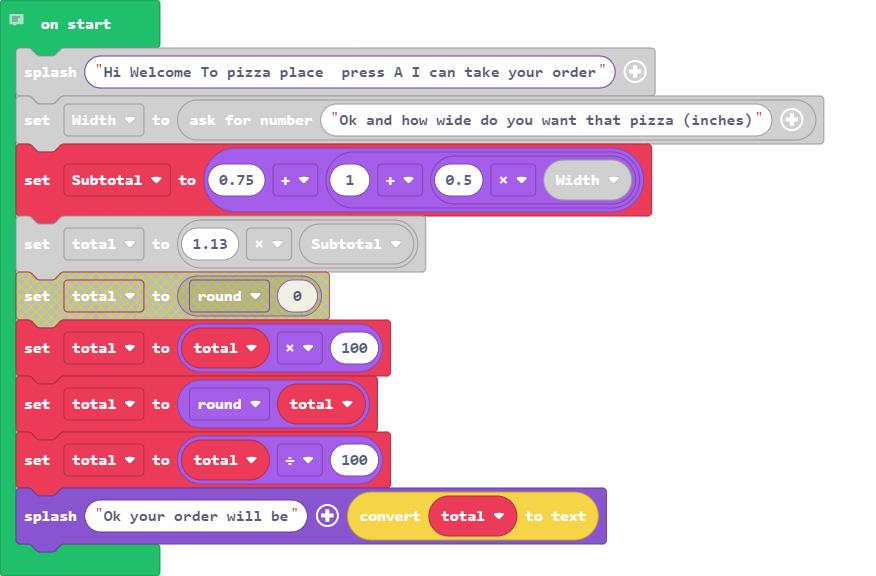 on start
splash "Hi Welcome To pizza place  press A I can take your order"
set Width to ask for number "Ok and how wide do you want that pizza (inches)"
set Subtotal to 0.75 + 1 + 0.5 × Width
set total to 1.13 × Subtotal
set total to round 0
set total to total × 100
set total to round total
set total to total ÷ 100
splash "Ok your order will be" convert total to text